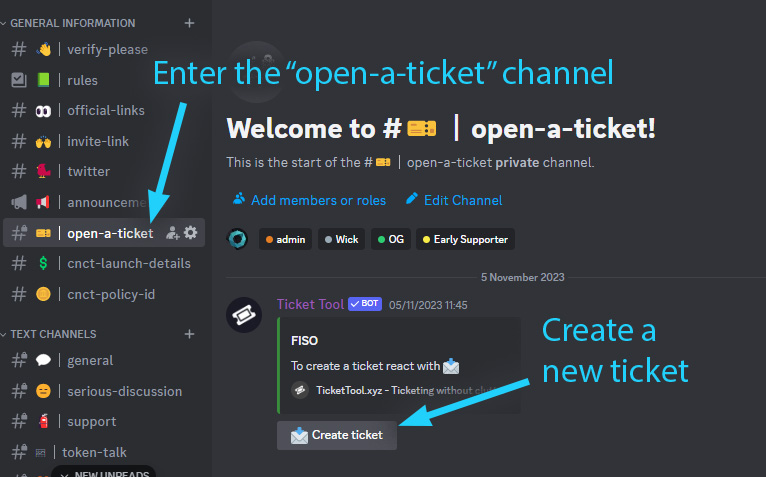 GENERAL INFORMATION +
# | verify-please
| rules
# | official-links
# | invite-link
# | twitter
| announceme
# | open-a-ticket
# $ | cnct-launch-details
# | cnct-policy-id
TEXT CHANNELS +
# | general
# | serious-discussion
# | support
# | token-talk
NEW UNREADS
Enter the “open-a-ticket” channel
Welcome to # | open-a-ticket!
This is the start of the # | open-a-ticket private channel.
Add members or roles Edit Channel
admin Wick OG Early Supporter
5 November 2023
Ticket Tool BOT 05/11/2023 11:45
FISO
To create a ticket react with
TicketTool.xyz - Ticketing without
Create ticket
Create a
new ticket